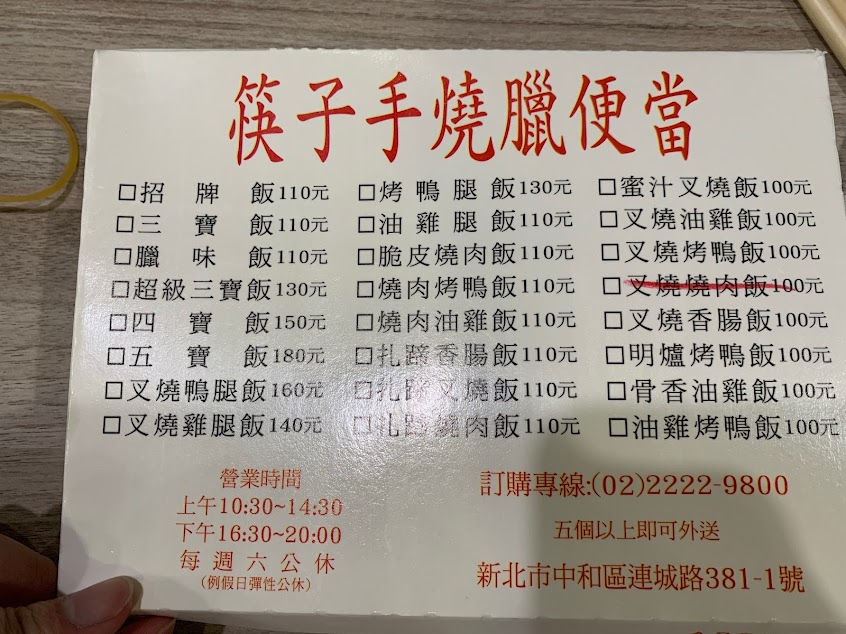 筷子手燒臘便當
□招牌飯110元
□三寶飯110元
□臘味飯110元
□超級三寶飯130元
□四寶飯150元
□五寶飯180元
□叉燒鴨腿飯160元
□叉燒雞腿飯140元
□烤鴨腿飯130元
□油雞腿飯110元
□脆皮燒肉飯110元
□燒肉烤鴨飯110元
□燒肉油雞飯110元
□扎蹄香腸飯110元
□扎蹄叉燒飯110元
□扎蹄燒肉飯110元
□蜜汁叉燒飯100元
□叉燒油雞飯100元
□叉燒烤鴨飯100元
□叉燒燒肉飯100元
□叉燒香腸飯100元
□明爐烤鴨飯100元
□骨香油雞飯100元
□油雞烤鴨飯100元
營業時間
上午10:30~14:30
下午16:30~20:00
每週六公休
(例假日彈性公休)
訂購專線:(02)2222-9800
五個以上即可外送
新北市中和區連城路381-1號